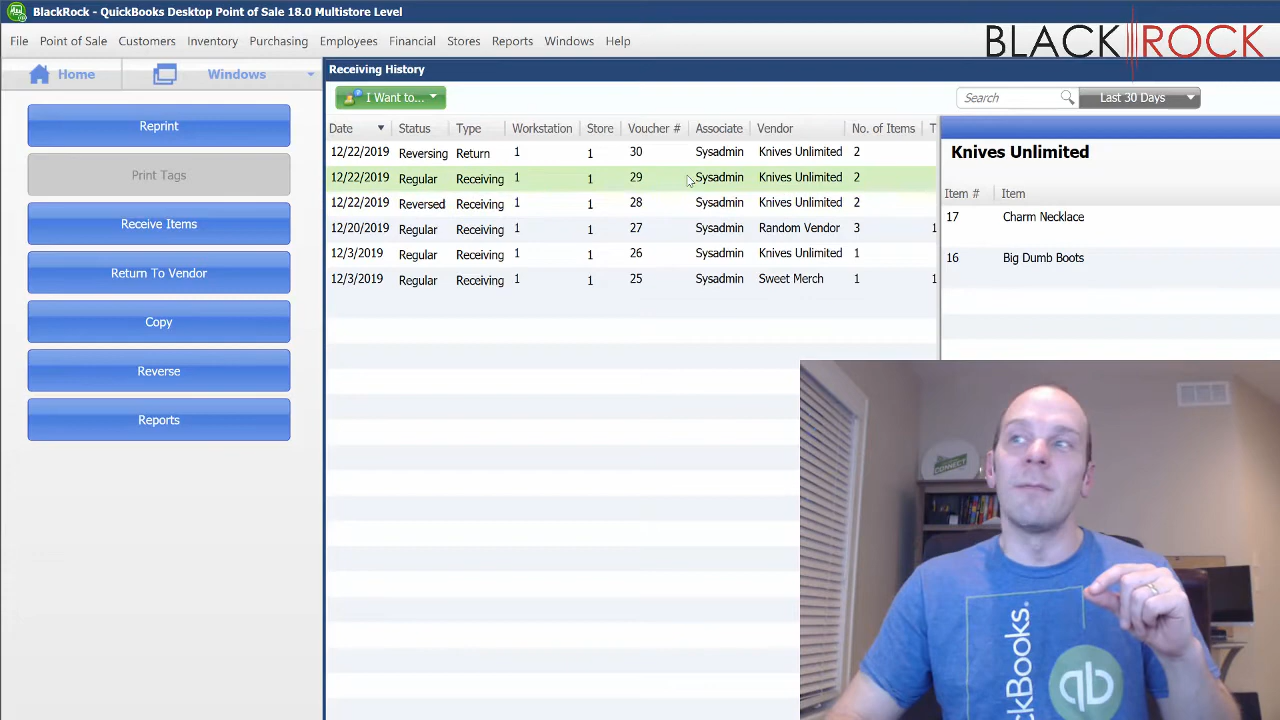 BlackRock - QuickBooks Desktop Point of Sale 18.0 Multistore Level
File Point of Sale Customers Inventory Purchasing Employees Financial Stores Reports Windows Help
BLACK ROCK
Home Windows
Receiving History
I Want to...
Search Last 30 Days
Reprint
Print Tags
Receive Items
Return To Vendor
Copy
Reverse
Reports
Date Status Type Workstation Store Voucher # Associate Vendor No. of Items T
12/22/2019 Reversing Return 1 1 30 Sysadmin Knives Unlimited 2
12/22/2019 Regular Receiving 1 1 29 Sysadmin Knives Unlimited 2
12/22/2019 Reversed Receiving 1 1 28 Sysadmin Knives Unlimited 2
12/20/2019 Regular Receiving 1 1 27 Sysadmin Random Vendor 3 1
12/3/2019 Regular Receiving 1 1 26 Sysadmin Knives Unlimited 1
12/3/2019 Regular Receiving 1 1 25 Sysadmin Sweet Merch 1 1
Knives Unlimited
Item # Item
17 Charm Necklace
16 Big Dumb Boots
CONNECT
ckBooks.
qb